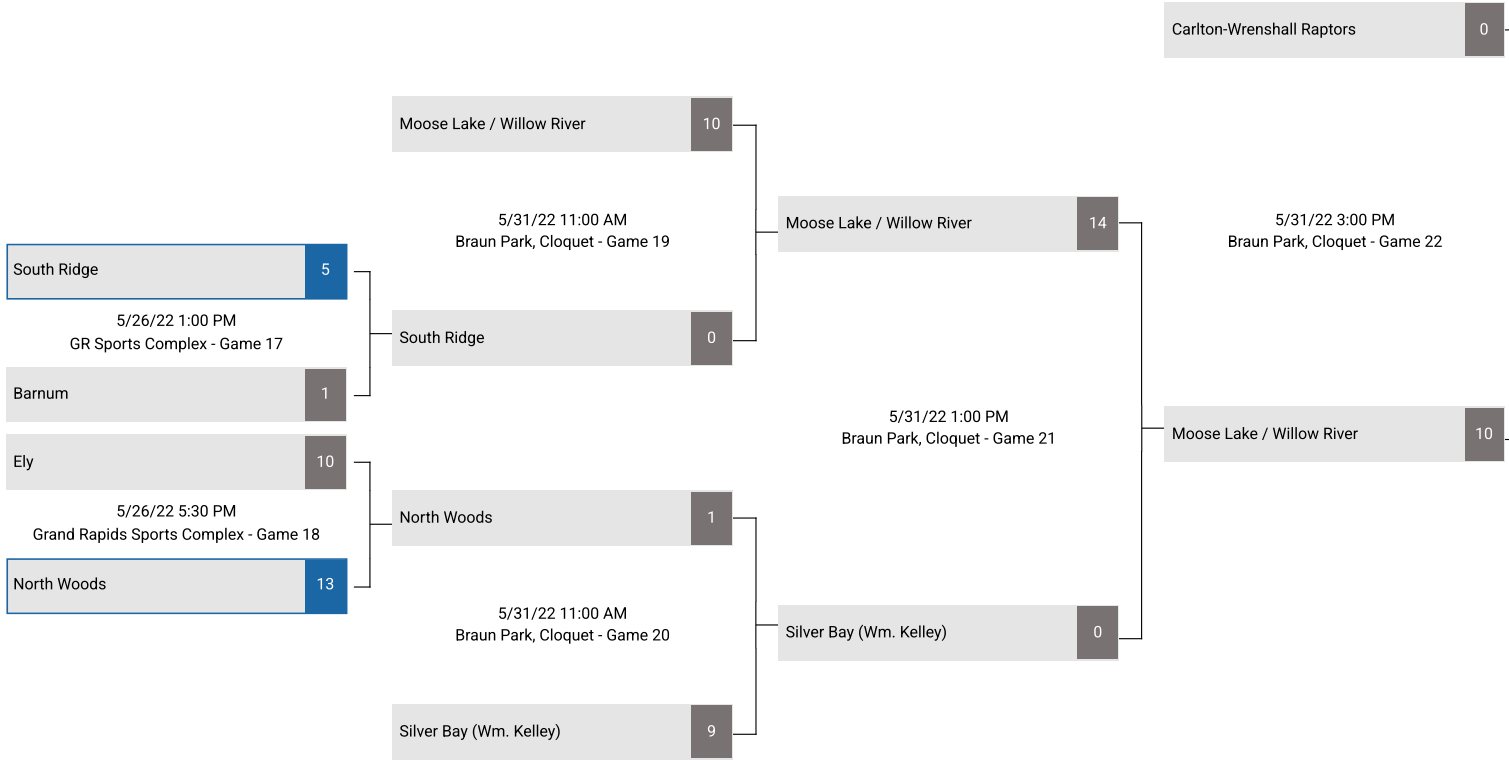 Carlton-Wrenshall Raptors 0
Moose Lake / Willow River 10
5/31/22 11:00 AM
Braun Park, Cloquet - Game 19
South Ridge 0
South Ridge 5
5/26/22 1:00 PM
GR Sports Complex - Game 17
Barnum 1
Ely 10
5/26/22 5:30 PM
Grand Rapids Sports Complex - Game 18
North Woods 13
North Woods 1
5/31/22 11:00 AM
Braun Park, Cloquet - Game 20
Silver Bay (Wm. Kelley) 9
Moose Lake / Willow River 14
5/31/22 1:00 PM
Braun Park, Cloquet - Game 21
Silver Bay (Wm. Kelley) 0
5/31/22 3:00 PM
Braun Park, Cloquet - Game 22
Moose Lake / Willow River 10